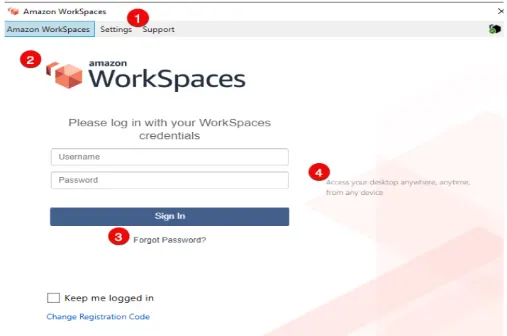 Amazon WorkSpaces
1
Amazon WorkSpaces Settings Support
2
amazon
WorkSpaces
Please log in with your WorkSpaces
credentials
Username
Password
4
Access your desktop anywhere, anytime,
from any device
Sign In
3
Forgot Password?
Keep me logged in
Change Registration Code